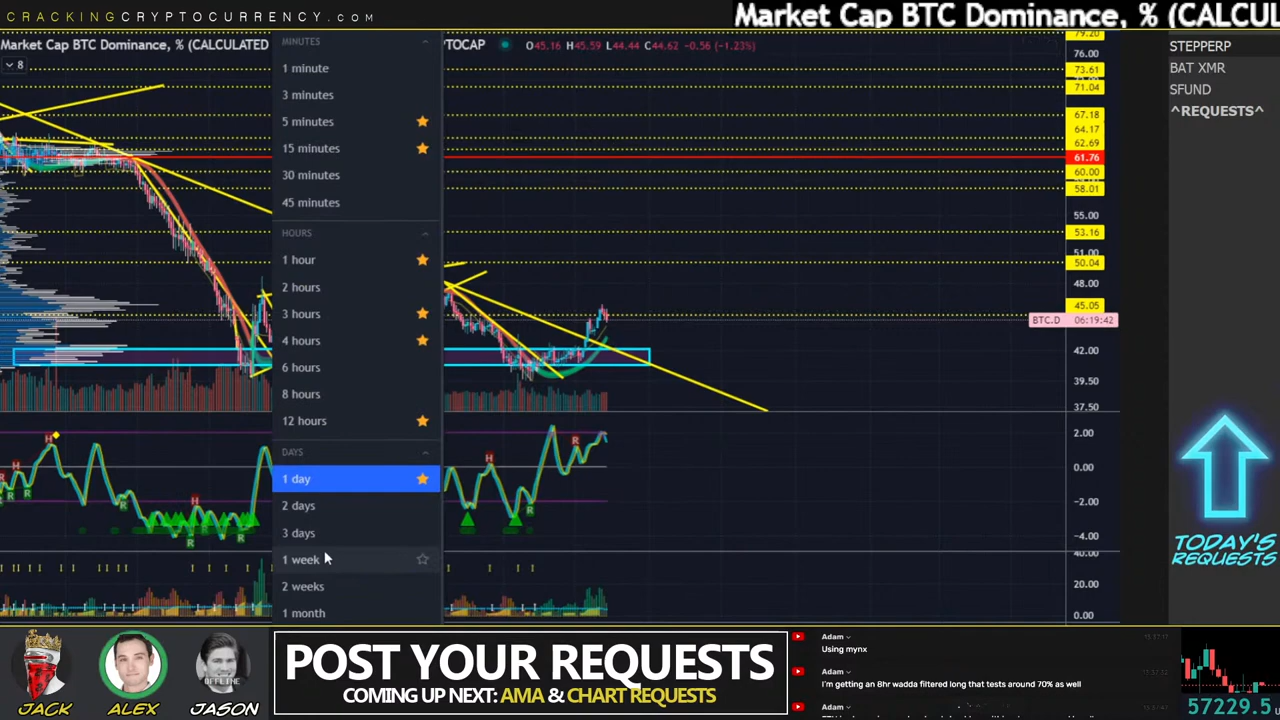 CRACKINGCRYPTOCURRENCY.com
Market Cap BTC Dominance, % (CALCUL
Market Cap BTC Dominance, % (CALCULATED
TOCAP
O45.16 H45.59 L44.44 C44.62 -0.56 (-1.23%)
8
MINUTES
1 minute
3 minutes
5 minutes
15 minutes
30 minutes
45 minutes
HOURS
1 hour
2 hours
3 hours
4 hours
6 hours
8 hours
12 hours
DAYS
1 day
2 days
3 days
1 week
2 weeks
1 month
79.20
76.00
73.61
71.04
67.18
64.17
62.69
61.76
60.00
58.01
55.00
53.16
51.00
50.04
48.00
45.05
BTC.D 06:19:42
42.00
39.50
37.50
2.00
0.00
-2.00
-4.00
40.00
20.00
0.00
STEPPERP
BAT XMR
SFUND
^REQUESTS^
TODAY'S
REQUESTS
JACK
ALEX
OFFLINE
JASON
POST YOUR REQUESTS
COMING UP NEXT: AMA & CHART REQUESTS
Adam
Using mynx
Adam
I'm getting an 8hr wadda filtered long that tests around 70% as well
Adam
57229.5